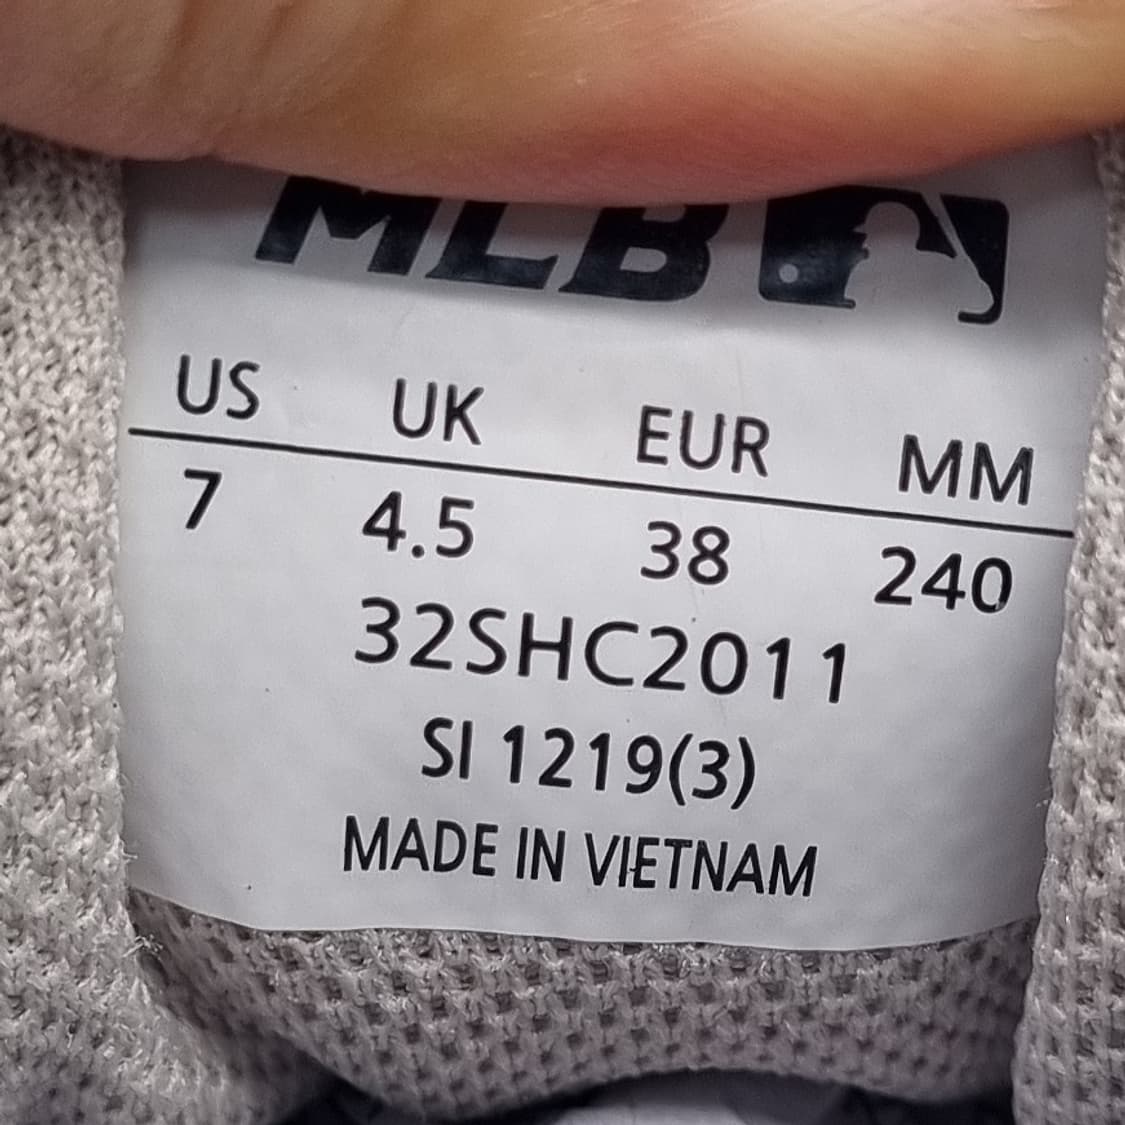 MLB
US UK EUR MM
7 4.5 38 240
32SHC2011
SI 1219(3)
MADE IN VIETNAM